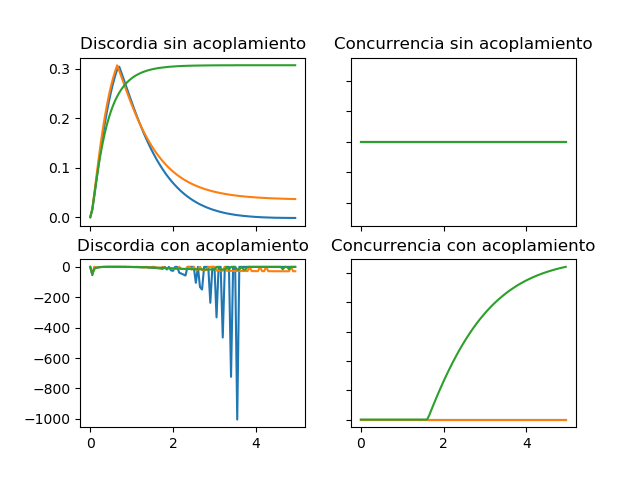 Discordia sin acoplamiento
Concurrencia sin acoplamiento
0.3
0.2
0.1
0.0
Discordia con acoplamiento
Concurrencia con acoplamiento
0
−200
−400
−600
−800
−1000
0 2 4
0 2 4